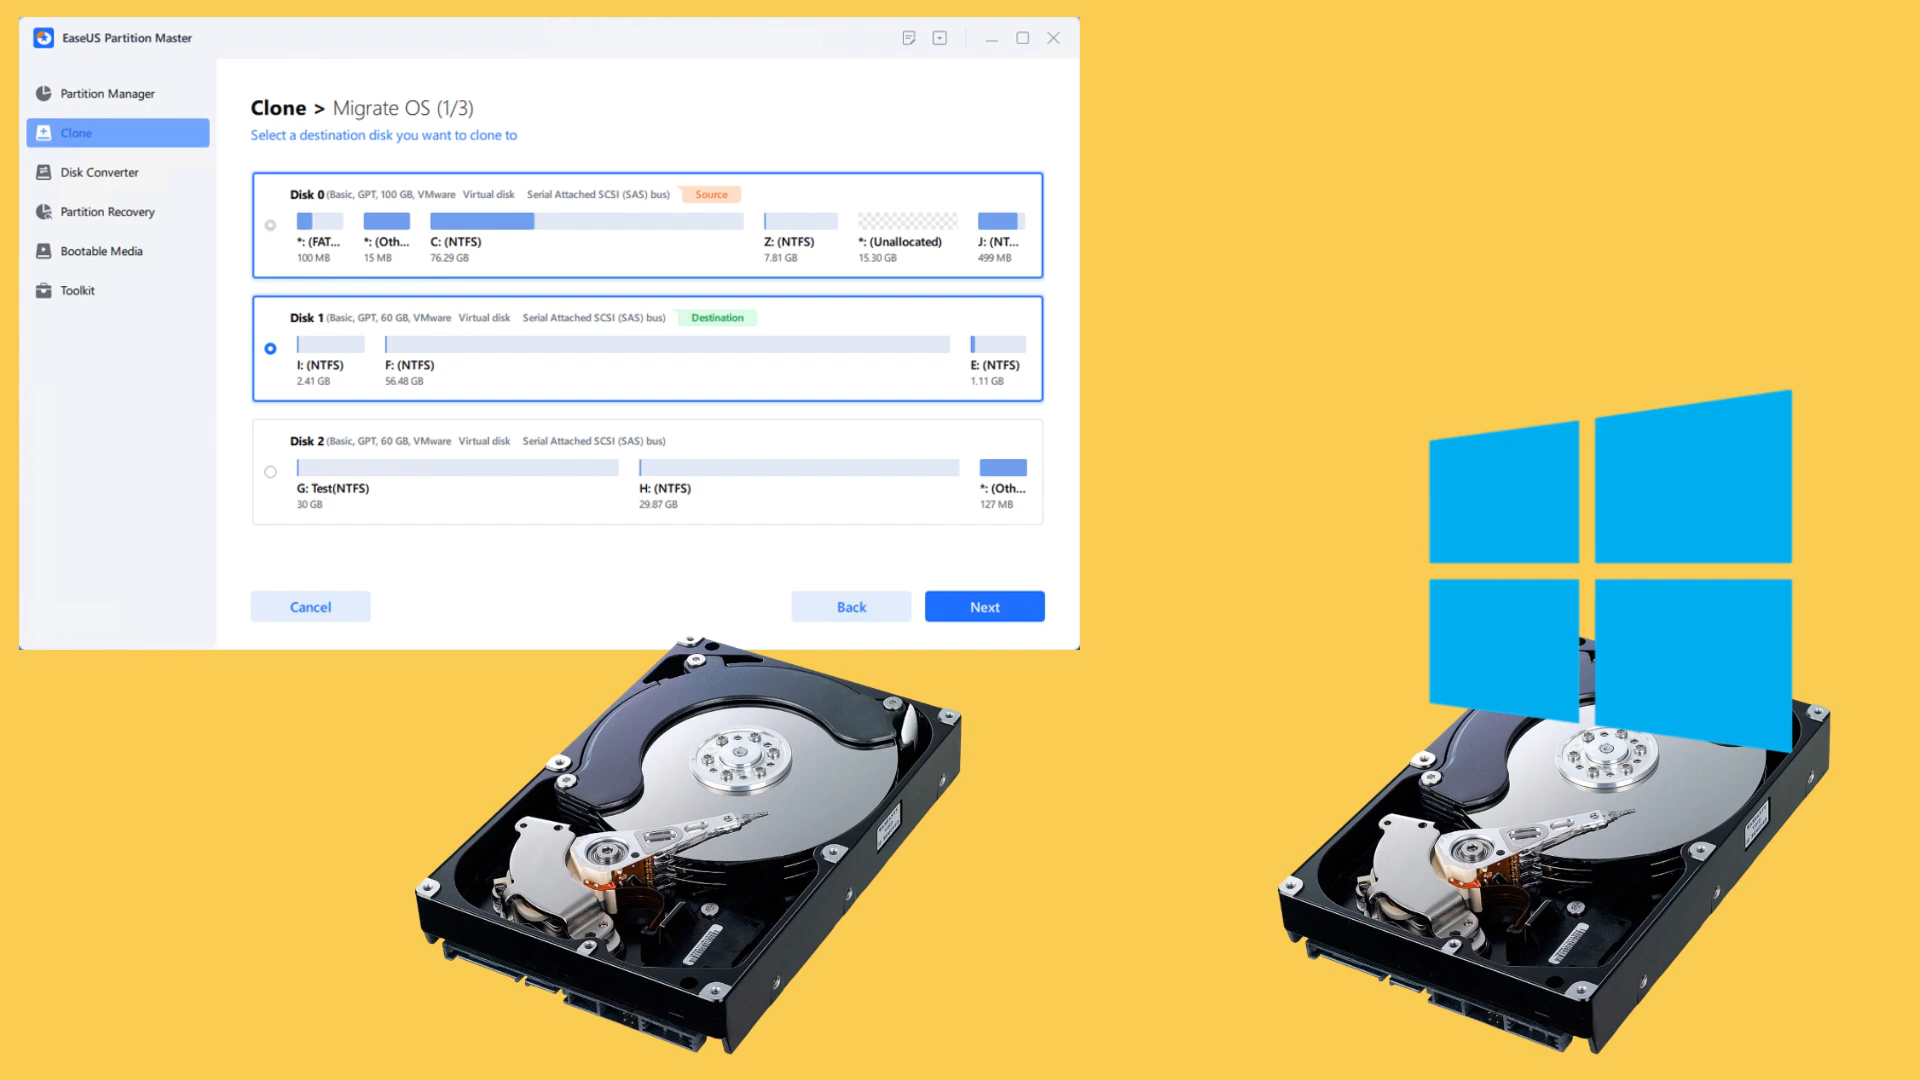 EaseUS Partition Master
Partition Manager
Clone
Disk Converter
Partition Recovery
Bootable Media
Toolkit
Clone > Migrate OS (1/3)
Select a destination disk you want to clone to
Disk 0 (Basic, GPT, 100 GB, VMware Virtual disk Serial Attached SCSI (SAS) bus) Source
*: (FAT... *: (Oth... C: (NTFS) Z: (NTFS) *: (Unallocated) J: (NT...
100 MB 15 MB 76.29 GB 7.81 GB 15.30 GB 499 MB
Disk 1 (Basic, GPT, 60 GB, VMware Virtual disk Serial Attached SCSI (SAS) bus) Destination
I: (NTFS) F: (NTFS) E: (NTFS)
2.41 GB 56.48 GB 1.11 GB
Disk 2 (Basic, GPT, 60 GB, VMware Virtual disk Serial Attached SCSI (SAS) bus)
G: Test(NTFS) H: (NTFS) *: (Oth...
30 GB 29.87 GB 127 MB
Cancel Back Next